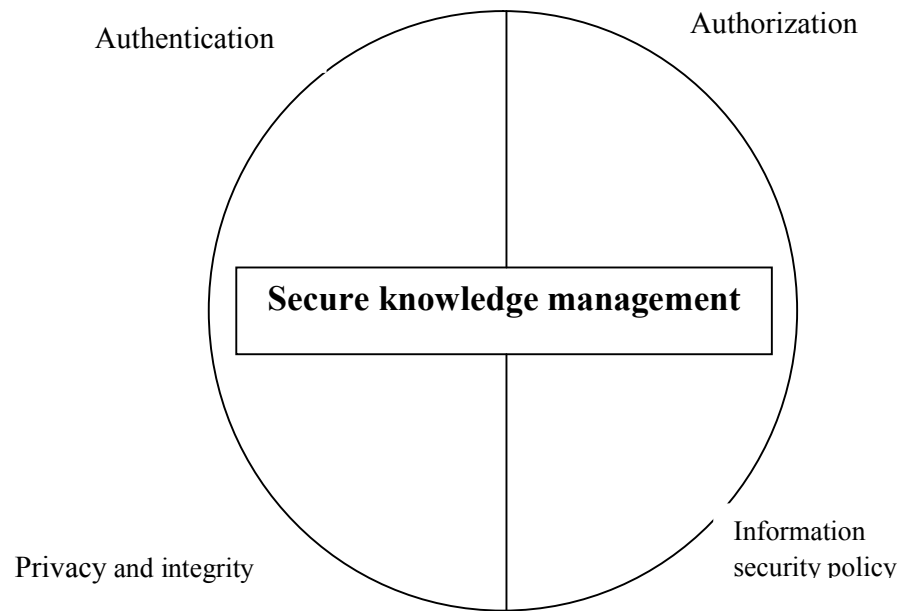 Authentication
Authorization
Secure knowledge management
Privacy and integrity
Information
security policy